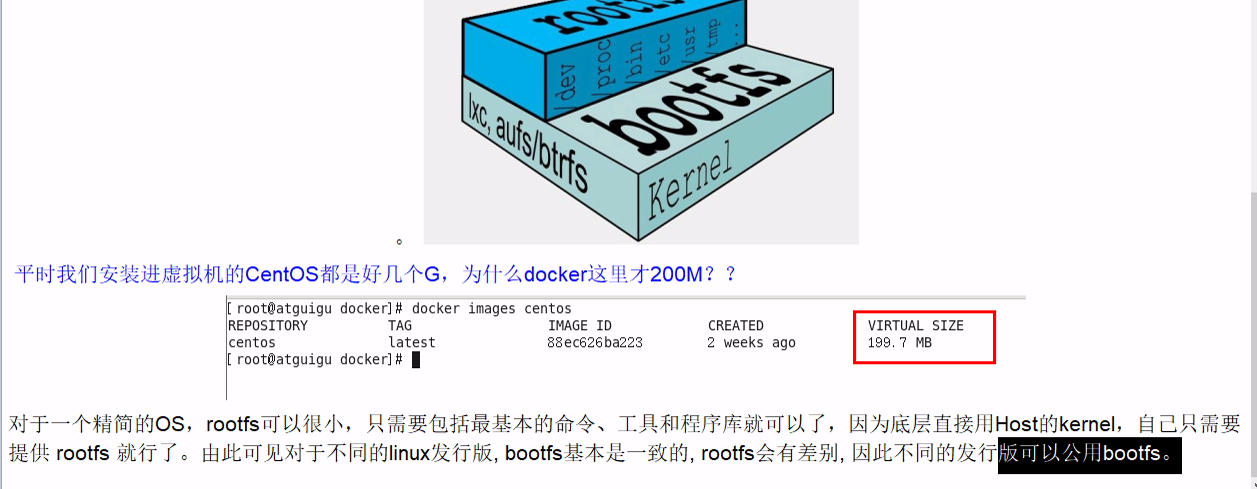 rootfs
/dev
/proc
/bin
/etc
/usr
/tmp
...
bootfs
lxc, aufs/btrfs
Kernel
。
平时我们安装进虚拟机的CentOS都是好几个G，为什么docker这里才200M？？
[ root@atguigu docker]# docker images centos
REPOSITORY TAG IMAGE ID CREATED VIRTUAL SIZE
centos latest 88ec626ba223 2 weeks ago 199.7 MB
[ root@atguigu docker]#
对于一个精简的OS，rootfs可以很小，只需要包括最基本的命令、工具和程序库就可以了，因为底层直接用Host的kernel，自己只需要
提供 rootfs 就行了。由此可见对于不同的linux发行版, bootfs基本是一致的, rootfs会有差别, 因此不同的发行版可以公用bootfs。